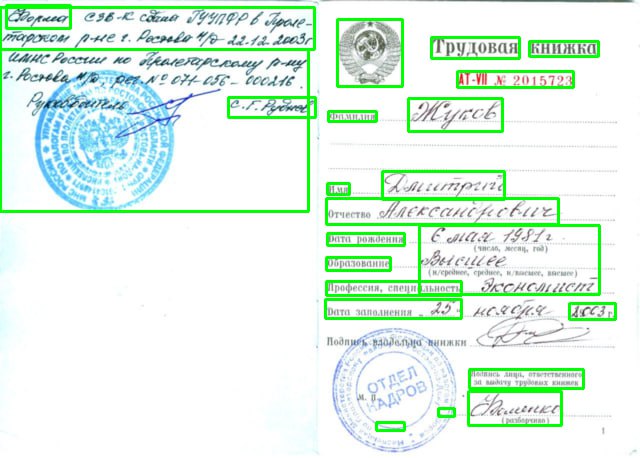 Форма СЗВ-К сдана ГУУПФР в Проле-
тарском р-не г. Ростова н/Д 22.12.2003г
ИМНС России по Пролетарскому р-ну
г. Ростова н/Д, рег. № 071-056-000216.
Руководитель С. Г. Руднев
Трудовая книжка
АТ-VII № 2015723
Фамилия Жуков
Имя Дмитрий
Отчество Александрович
Дата рождения 6 мая 1981г.
(число, месяц, год)
Образование Высшее
(н/среднее, среднее, н/высшее, высшее)
Профессия, специальность Экономист
Дата заполнения 25 ноября 2003г.
Подпись владельца книжки
ОТДЕЛ
КАДРОВ
М. П.
Подпись лица, ответственного
за выдачу трудовых книжек
(разборчиво)
1